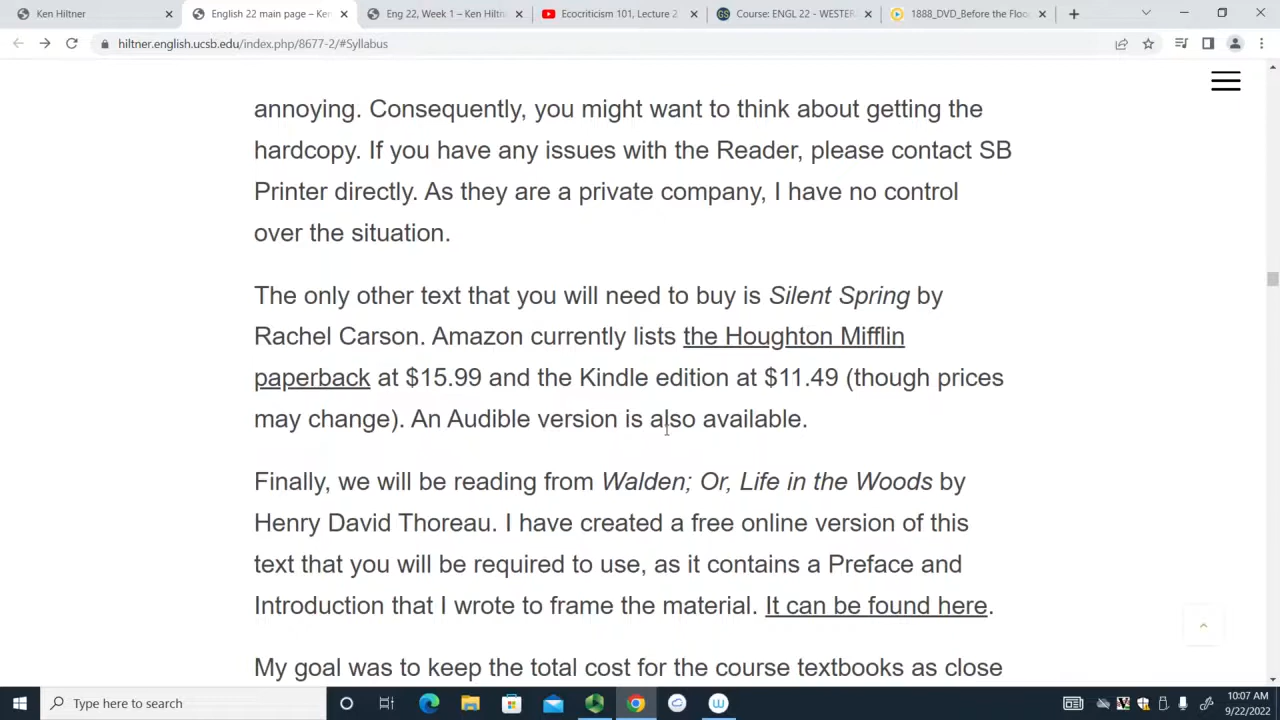 Ken Hiltner
English 22 main page – Ken
Eng 22, Week 1 – Ken Hiltne
Ecocriticism 101, Lecture 2
Course: ENGL 22 - WESTER
1888_DVD_Before the Floo
hiltner.english.ucsb.edu/index.php/8677-2/#Syllabus
annoying. Consequently, you might want to think about getting the
hardcopy. If you have any issues with the Reader, please contact SB
Printer directly. As they are a private company, I have no control
over the situation.
The only other text that you will need to buy is Silent Spring by
Rachel Carson. Amazon currently lists the Houghton Mifflin
paperback at $15.99 and the Kindle edition at $11.49 (though prices
may change). An Audible version is also available.
Finally, we will be reading from Walden; Or, Life in the Woods by
Henry David Thoreau. I have created a free online version of this
text that you will be required to use, as it contains a Preface and
Introduction that I wrote to frame the material. It can be found here.
My goal was to keep the total cost for the course textbooks as close
Type here to search
10:07 AM
9/22/2022